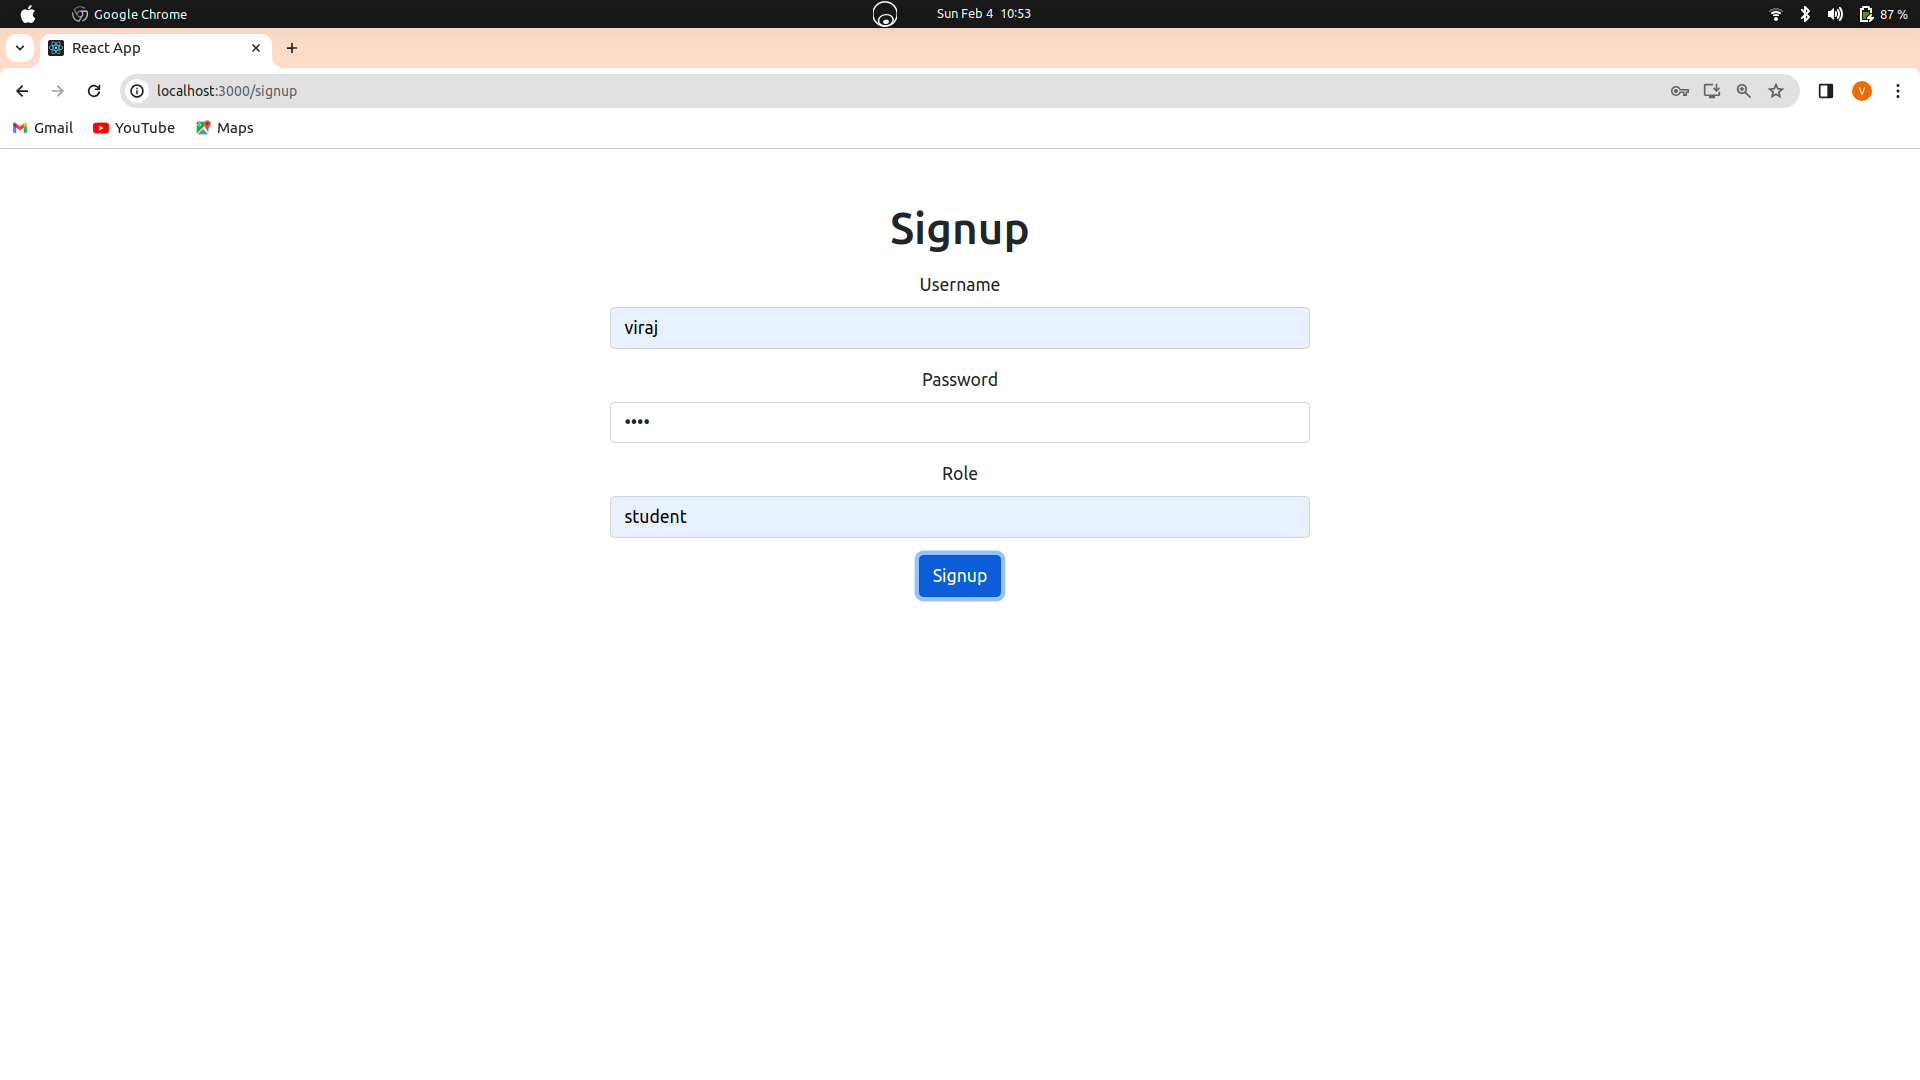 Google Chrome
Sun Feb 4 10:53
87 %
React App
localhost:3000/signup
V
Gmail
YouTube
Maps
Signup
Username
viraj
Password
••••
Role
student
Signup